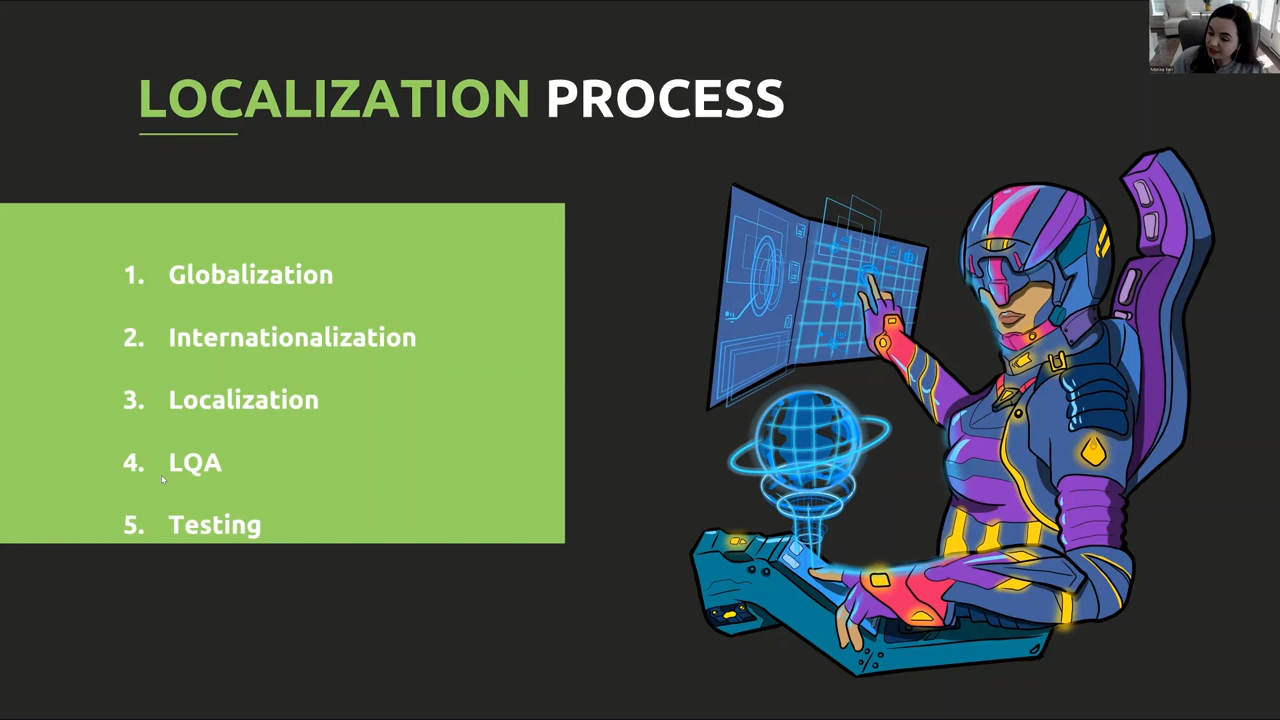 LOCALIZATION PROCESS
1. Globalization
2. Internationalization
3. Localization
4. LQA
5. Testing